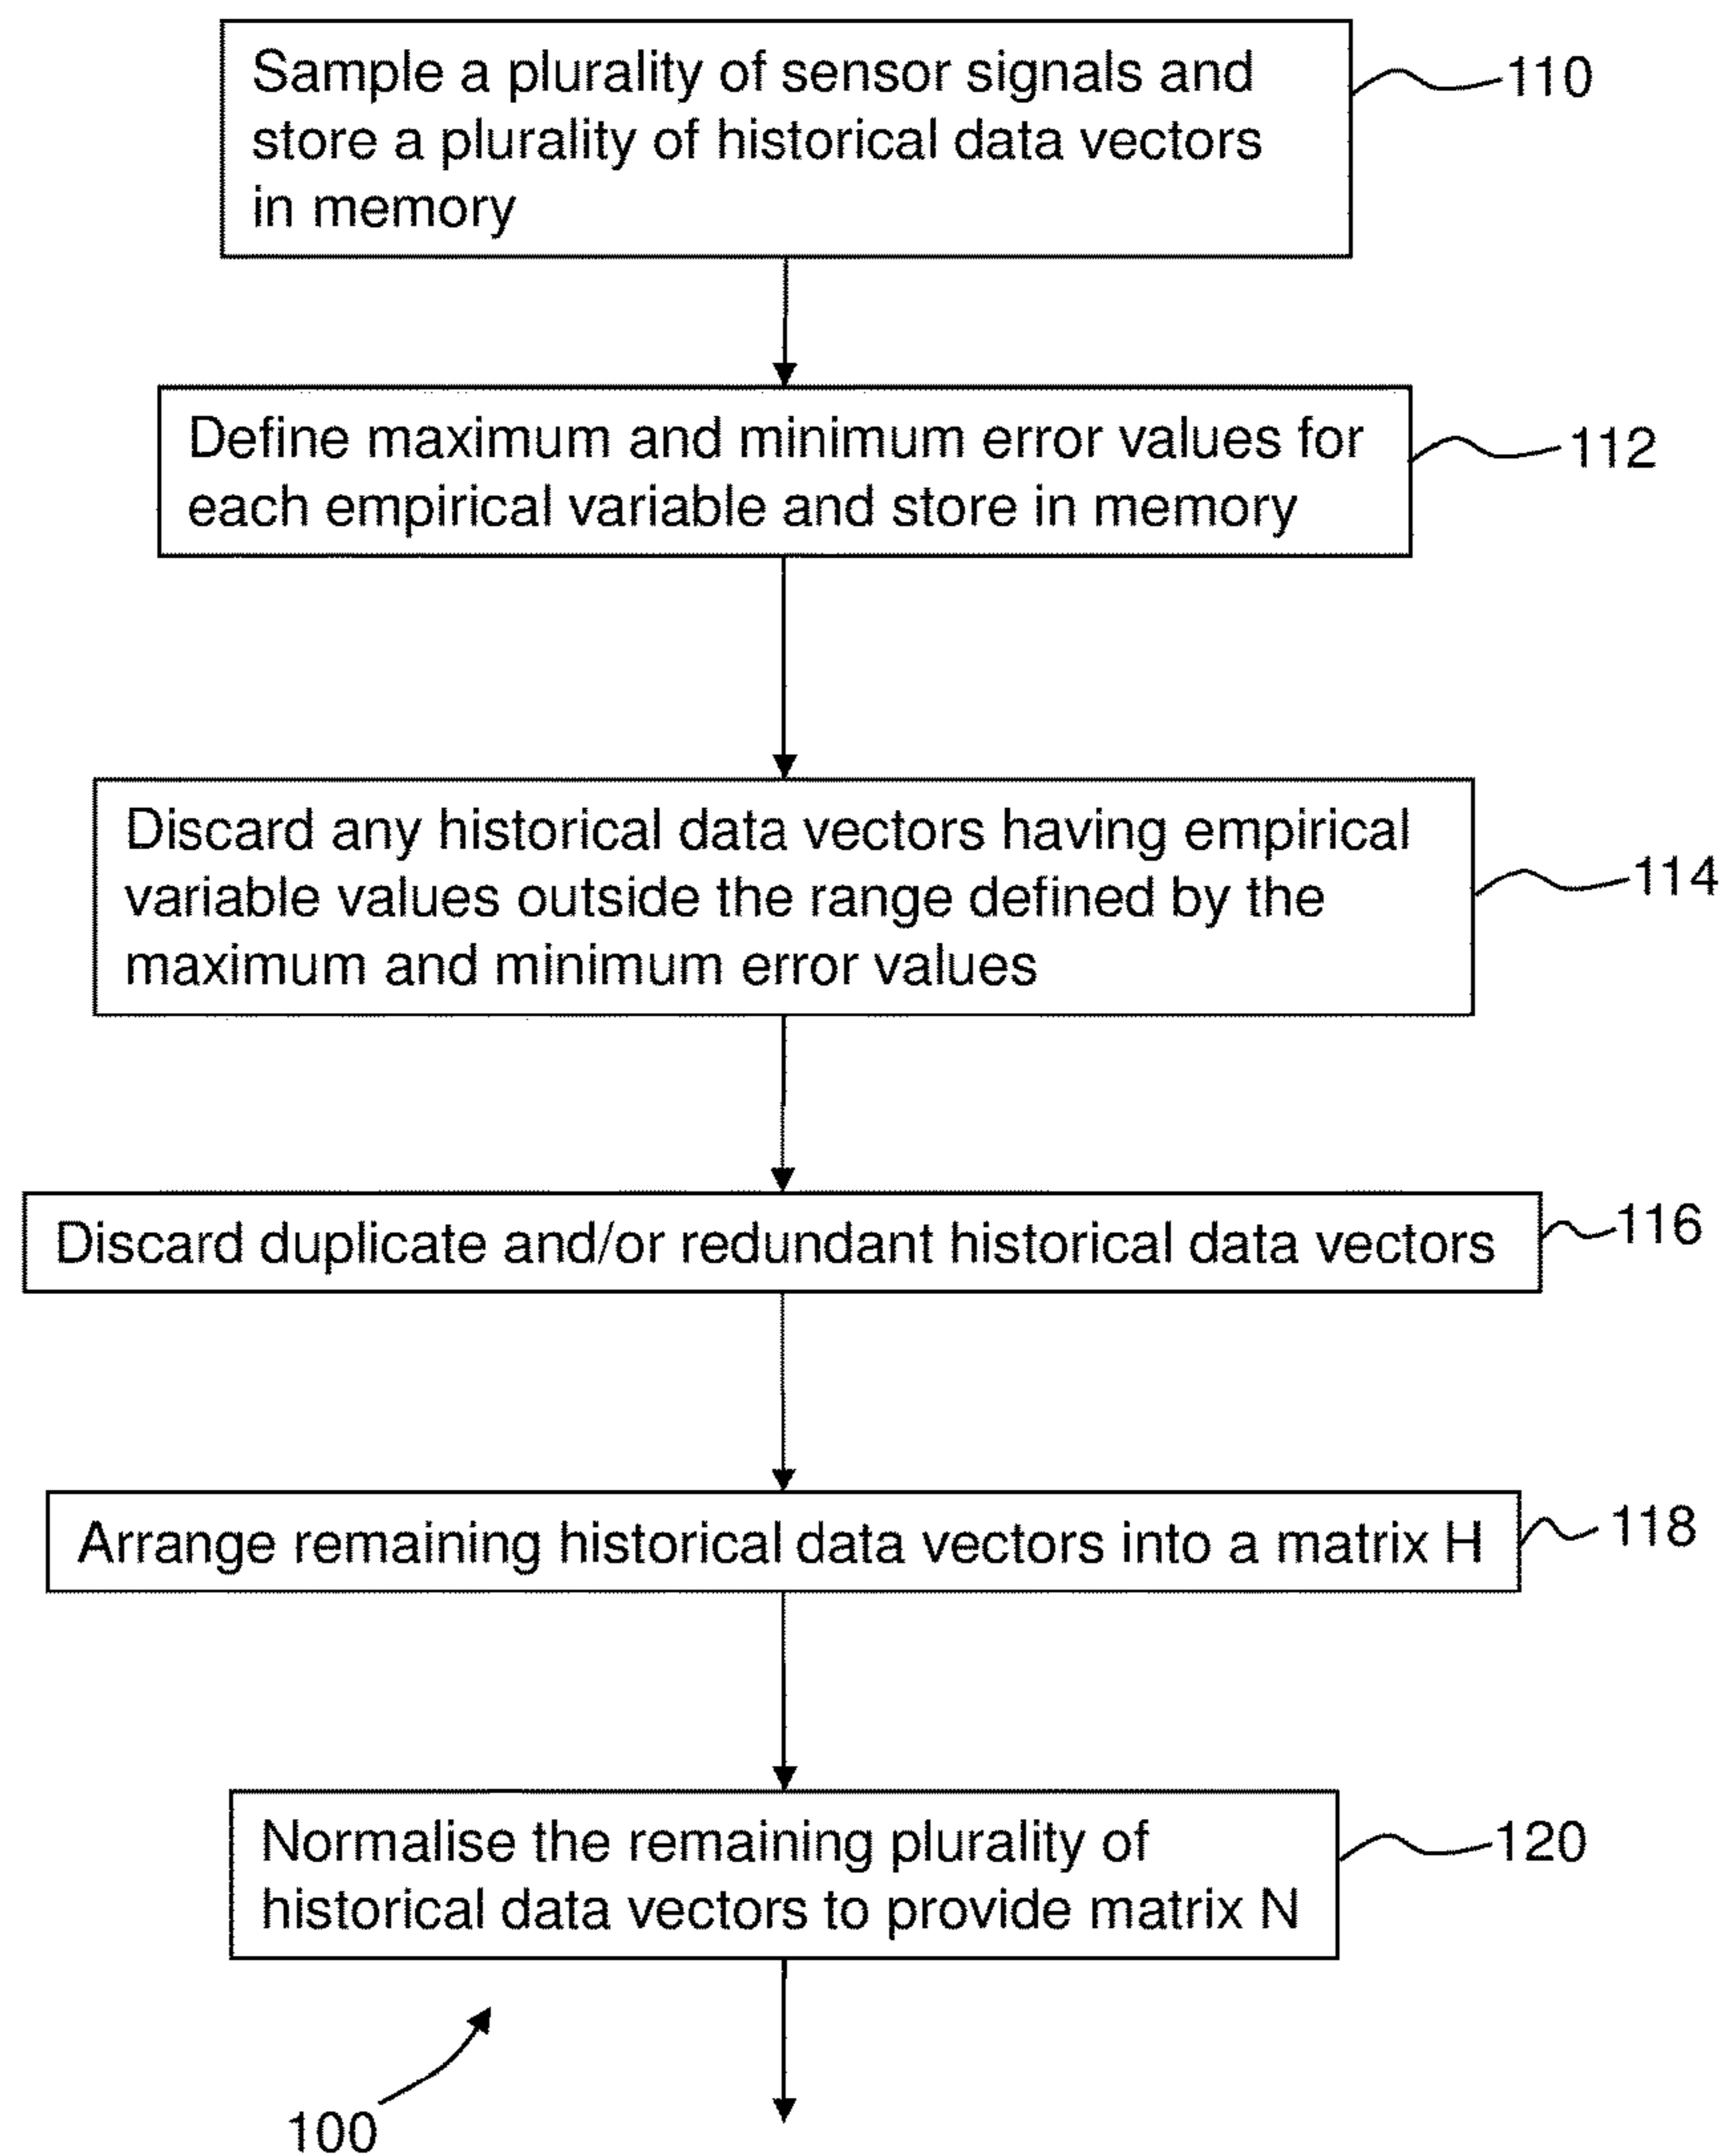 Sample a plurality of sensor signals and
store a plurality of historical data vectors
in memory
110
Define maximum and minimum error values for
each empirical variable and store in memory
112
Discard any historical data vectors having empirical
variable values outside the range defined by the
maximum and minimum error values
114
Discard duplicate and/or redundant historical data vectors
116
Arrange remaining historical data vectors into a matrix H
118
Normalise the remaining plurality of
historical data vectors to provide matrix N
120
100